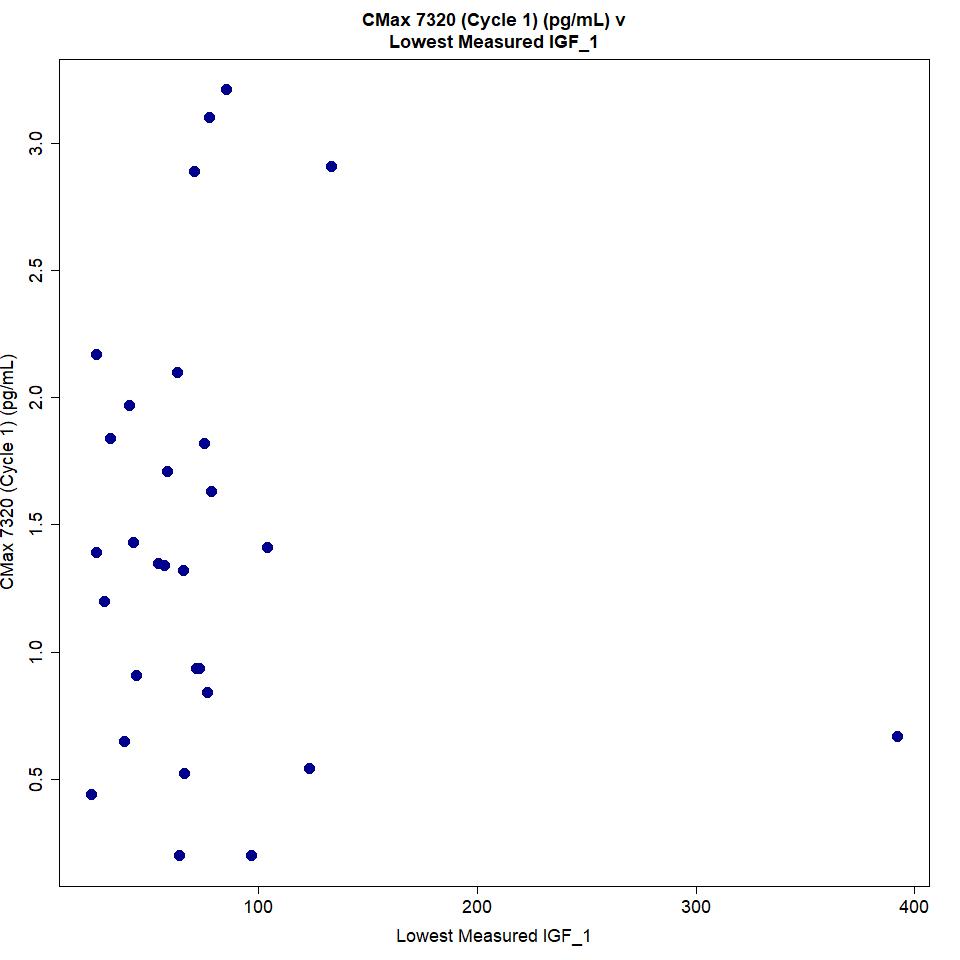 CMax 7320 (Cycle 1) (pg/mL) v
Lowest Measured IGF_1
CMax 7320 (Cycle 1) (pg/mL)
3.0
2.5
2.0
1.5
1.0
0.5
100
200
300
400
Lowest Measured IGF_1